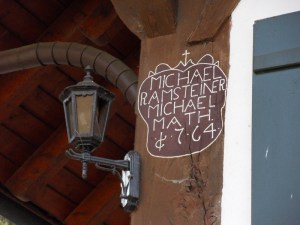 MICHAEL
RAMSTEINER
MICHAEL
MATH.
& 7.64